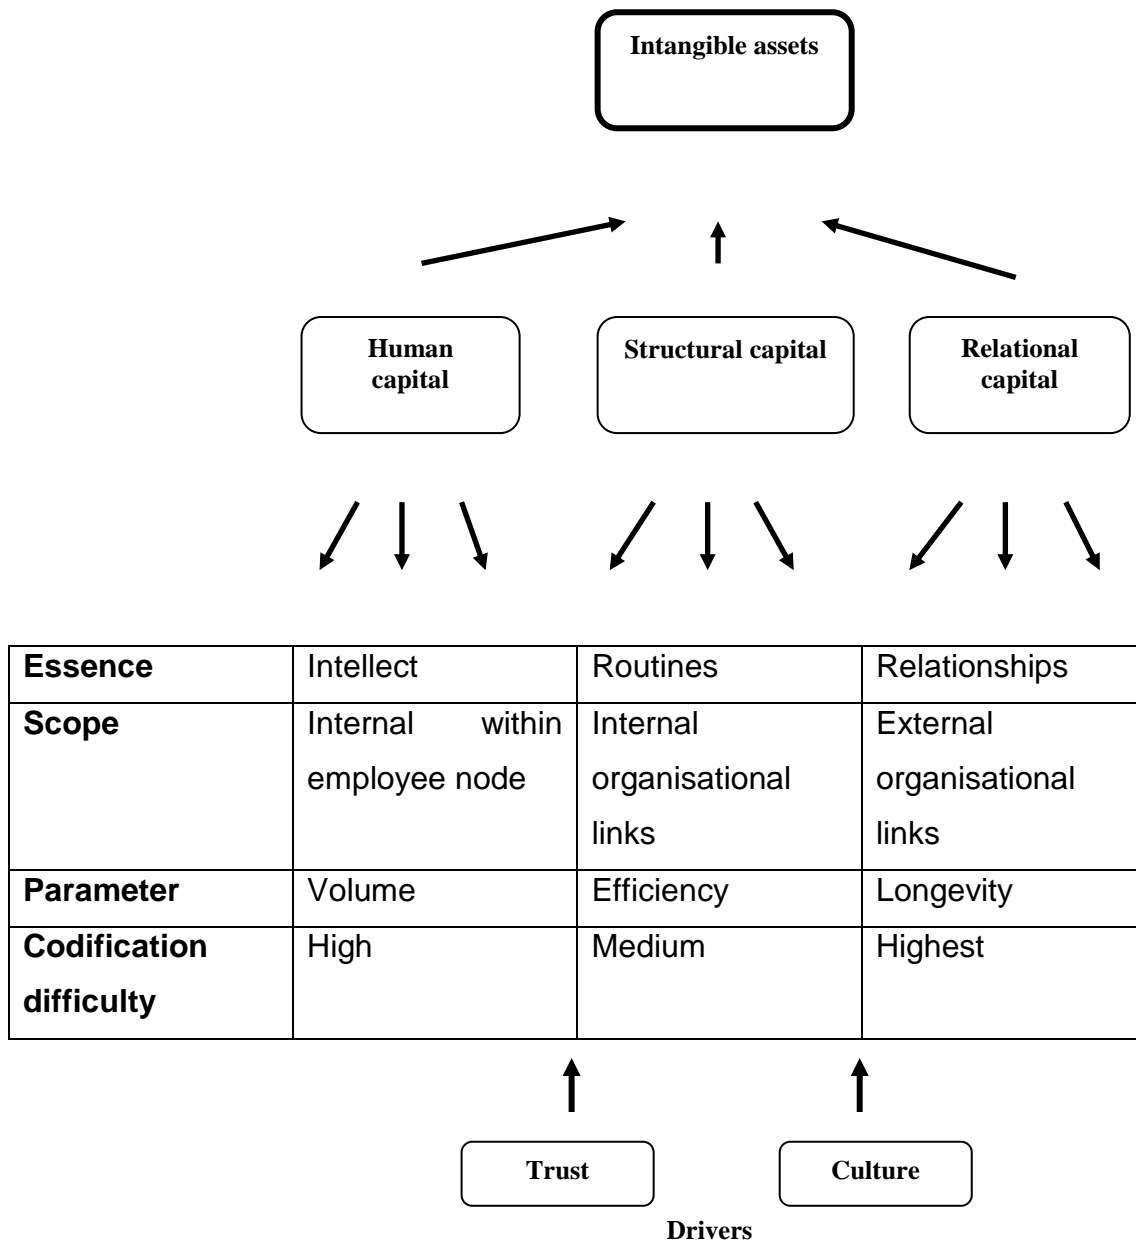 Intangible assets
Human
capital
Structural capital
Relational
capital
Essence Intellect Routines Relationships
Scope Internal within
employee node
Internal
organisational
links
External
organisational
links
Parameter Volume Efficiency Longevity
Codification
difficulty
High Medium Highest
Trust Culture
Drivers